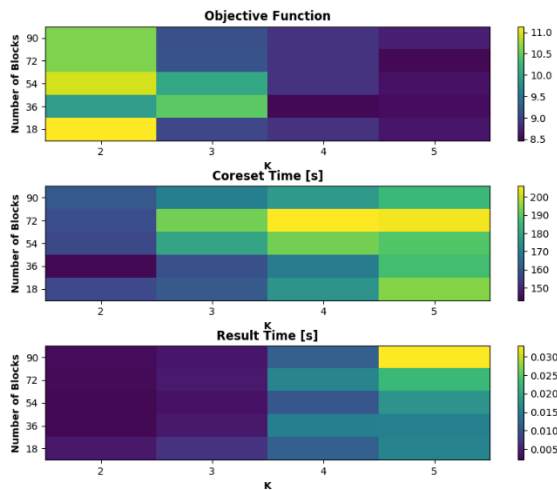 Objective Function
Number of Blocks
90
72
54
36
18
2 3 4 5
K
11.0
10.5
10.0
9.5
9.0
8.5
Coreset Time [s]
Number of Blocks
90
72
54
36
18
2 3 4 5
K
200
190
180
170
160
150
Result Time [s]
Number of Blocks
90
72
54
36
18
2 3 4 5
K
0.030
0.025
0.020
0.015
0.010
0.005